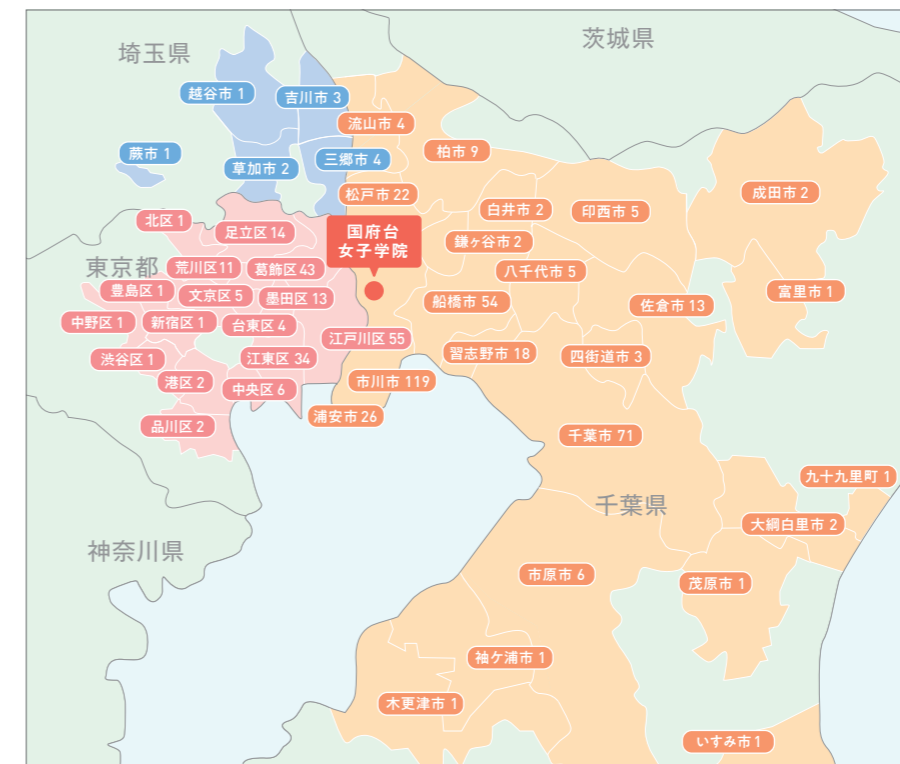 埼玉県
茨城県
越谷市 1
吉川市 3
流山市 4
蕨市 1
草加市 2
三郷市 4
柏市 9
松戸市 22
成田市 2
白井市 2
印西市 5
北区 1
足立区 14
国府台
女子学院
鎌ヶ谷市 2
東京都
荒川区 11
葛飾区 43
八千代市 5
豊島区 1
文京区 5
墨田区 13
船橋市 54
佐倉市 13
富里市 1
中野区 1
新宿区 1
台東区 4
江戸川区 55
渋谷区 1
江東区 34
習志野市 18
四街道市 3
港区 2
中央区 6
市川市 119
浦安市 26
品川区 2
千葉市 71
九十九里町 1
千葉県
大綱白里市 2
神奈川県
市原市 6
茂原市 1
袖ケ浦市 1
木更津市 1
いすみ市 1